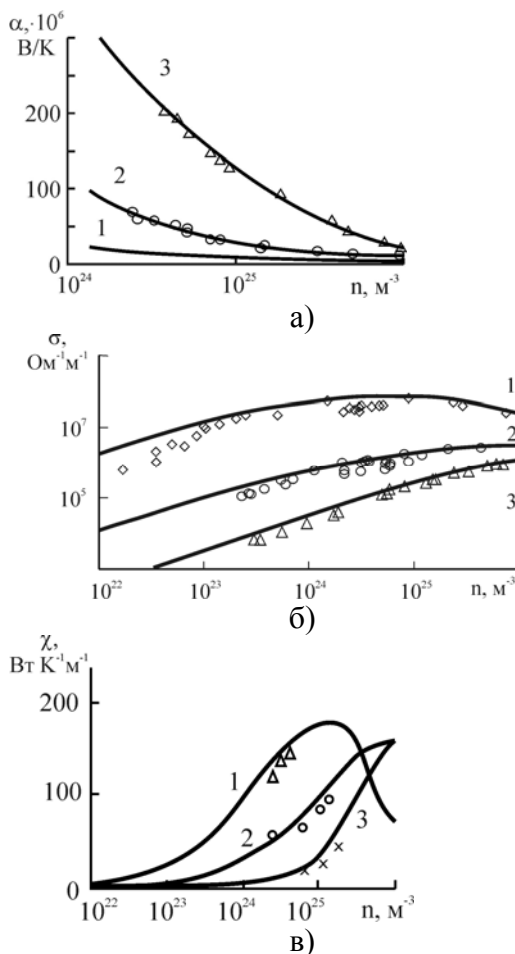 α,·10⁶
В/К
3
200
2
100
1
0
10²⁴
10²⁵
n, м⁻³
а)
σ,
Ом⁻¹м⁻¹
1
10⁷
2
10⁵
3
10²²
10²³
10²⁴
10²⁵
n, м⁻³
б)
χ,
Вт К⁻¹м⁻¹
200
1
100
2
3
0
10²²
10²³
10²⁴
10²⁵
n, м⁻³
в)